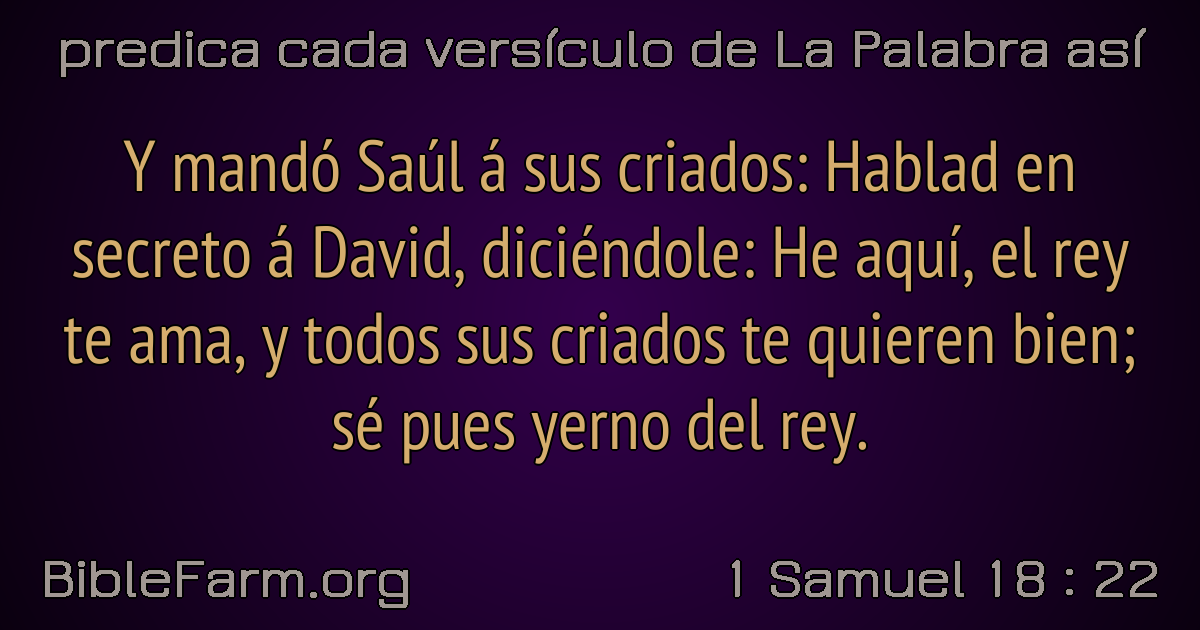 predica cada versículo de La Palabra así
Y mandó Saúl á sus criados: Hablad en
secreto á David, diciéndole: He aquí, el rey
te ama, y todos sus criados te quieren bien;
sé pues yerno del rey.
BibleFarm.org
1 Samuel 18 : 22